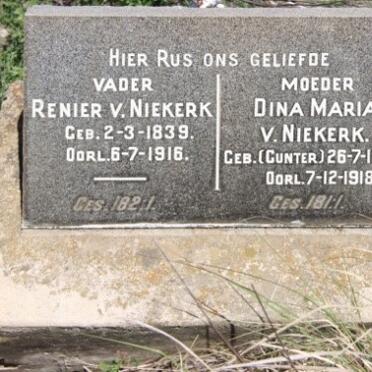 Hier Rus ons geliefde
VADER
Renier v. Niekerk
Geb. 2-3-1839.
Oorl. 6-7-1916.
Ges. 182:1.
MOEDER
Dina Maria
v. Niekerk.
Geb. (Gunter) 26-7-1
Oorl. 7-12-1918
Ges. 181:1.